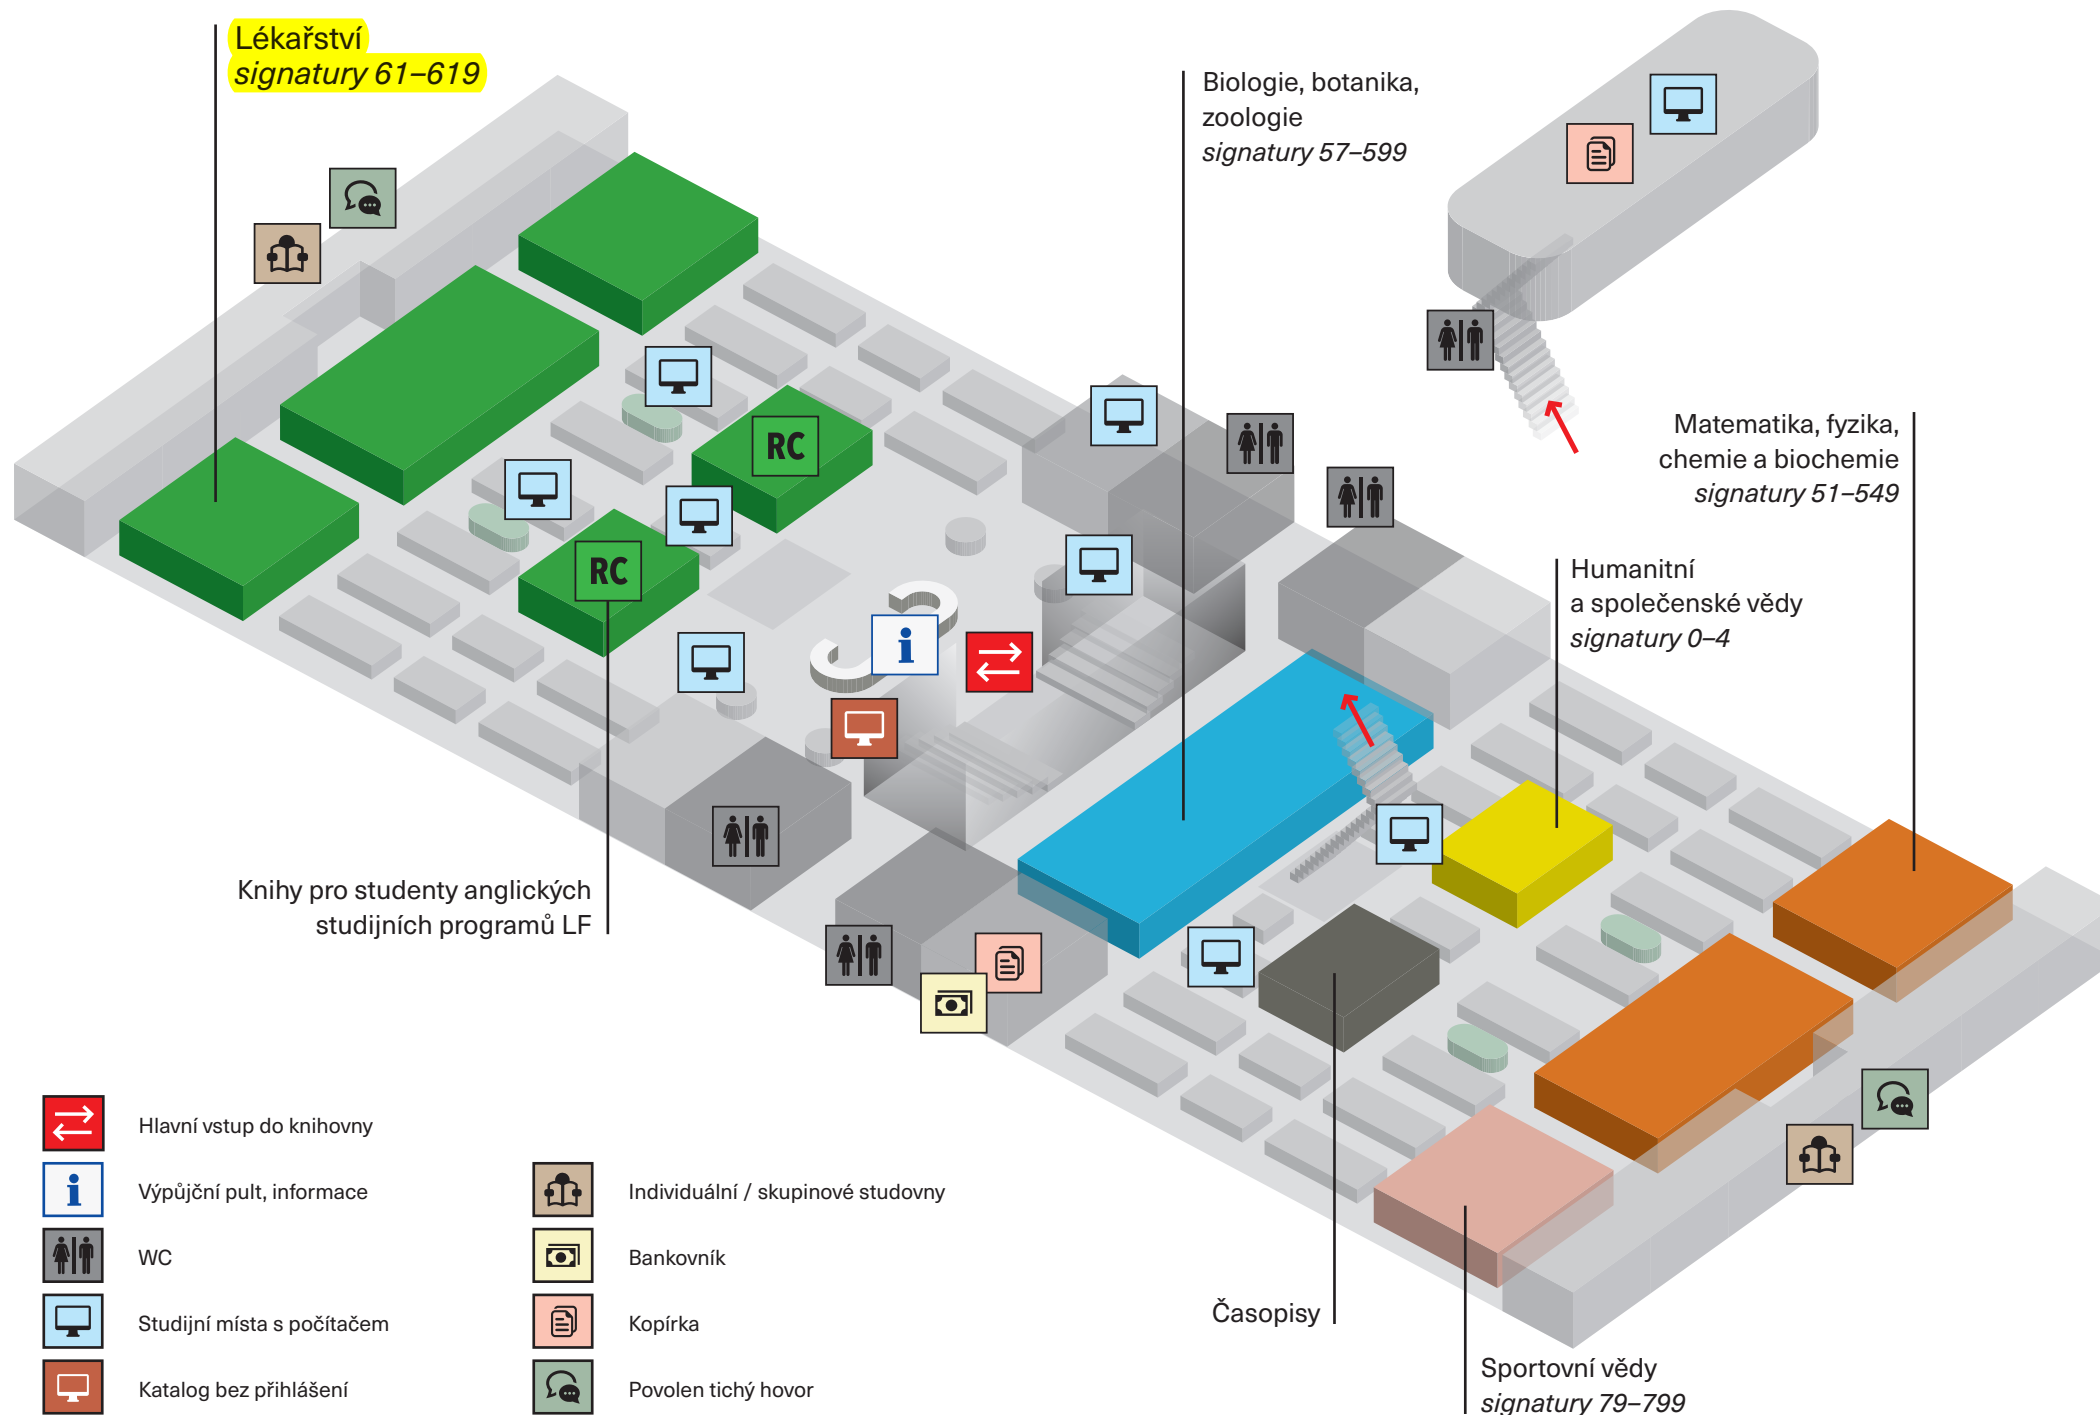 Lékařství
signatury 61–619
Biologie, botanika,
zoologie
signatury 57–599
Matematika, fyzika,
chemie a biochemie
signatury 51–549
Humanitní
a společenské vědy
signatury 0–4
RC
RC
i
Knihy pro studenty anglických
studijních programů LF
Časopisy
Sportovní vědy
signatury 79–799
Hlavní vstup do knihovny
i
Výpůjční pult, informace
WC
Studijní místa s počítačem
Katalog bez přihlášení
Individuální / skupinové studovny
Bankovník
Kopírka
Povolen tichý hovor